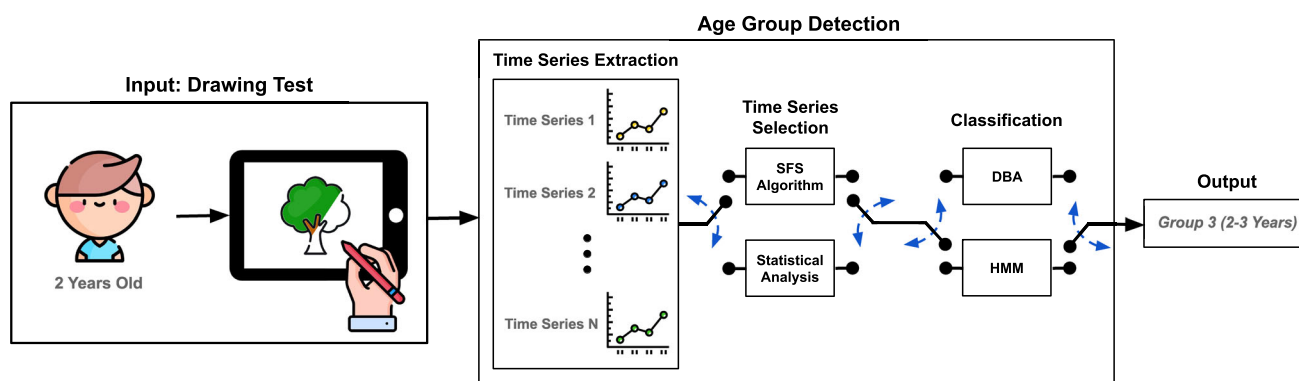 Age Group Detection
Input: Drawing Test
2 Years Old
Time Series Extraction
Time Series 1
Time Series 2
Time Series N
Time Series
Selection
SFS
Algorithm
Statistical
Analysis
Classification
DBA
HMM
Output
Group 3 (2-3 Years)